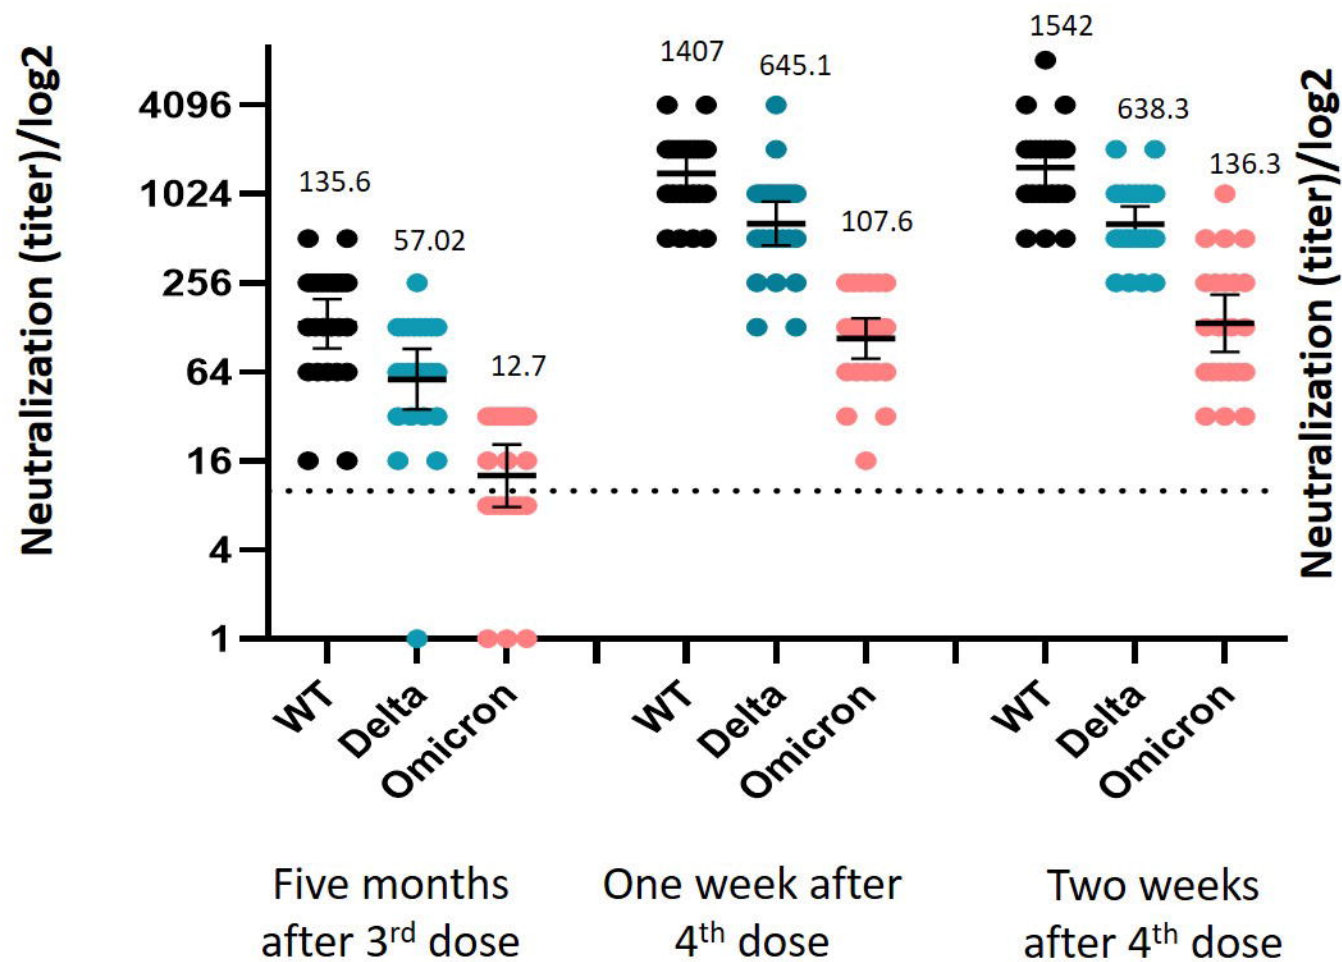 Neutralization (titer)/log2
4096
1024
256
64
16
4
1
135.6
57.02
12.7
1407
645.1
107.6
1542
638.3
136.3
WT
Delta
Omicron
WT
Delta
Omicron
WT
Delta
Omicron
Five months
after 3rd dose
One week after
4th dose
Two weeks
after 4th dose
Neutralization (titer)/log2